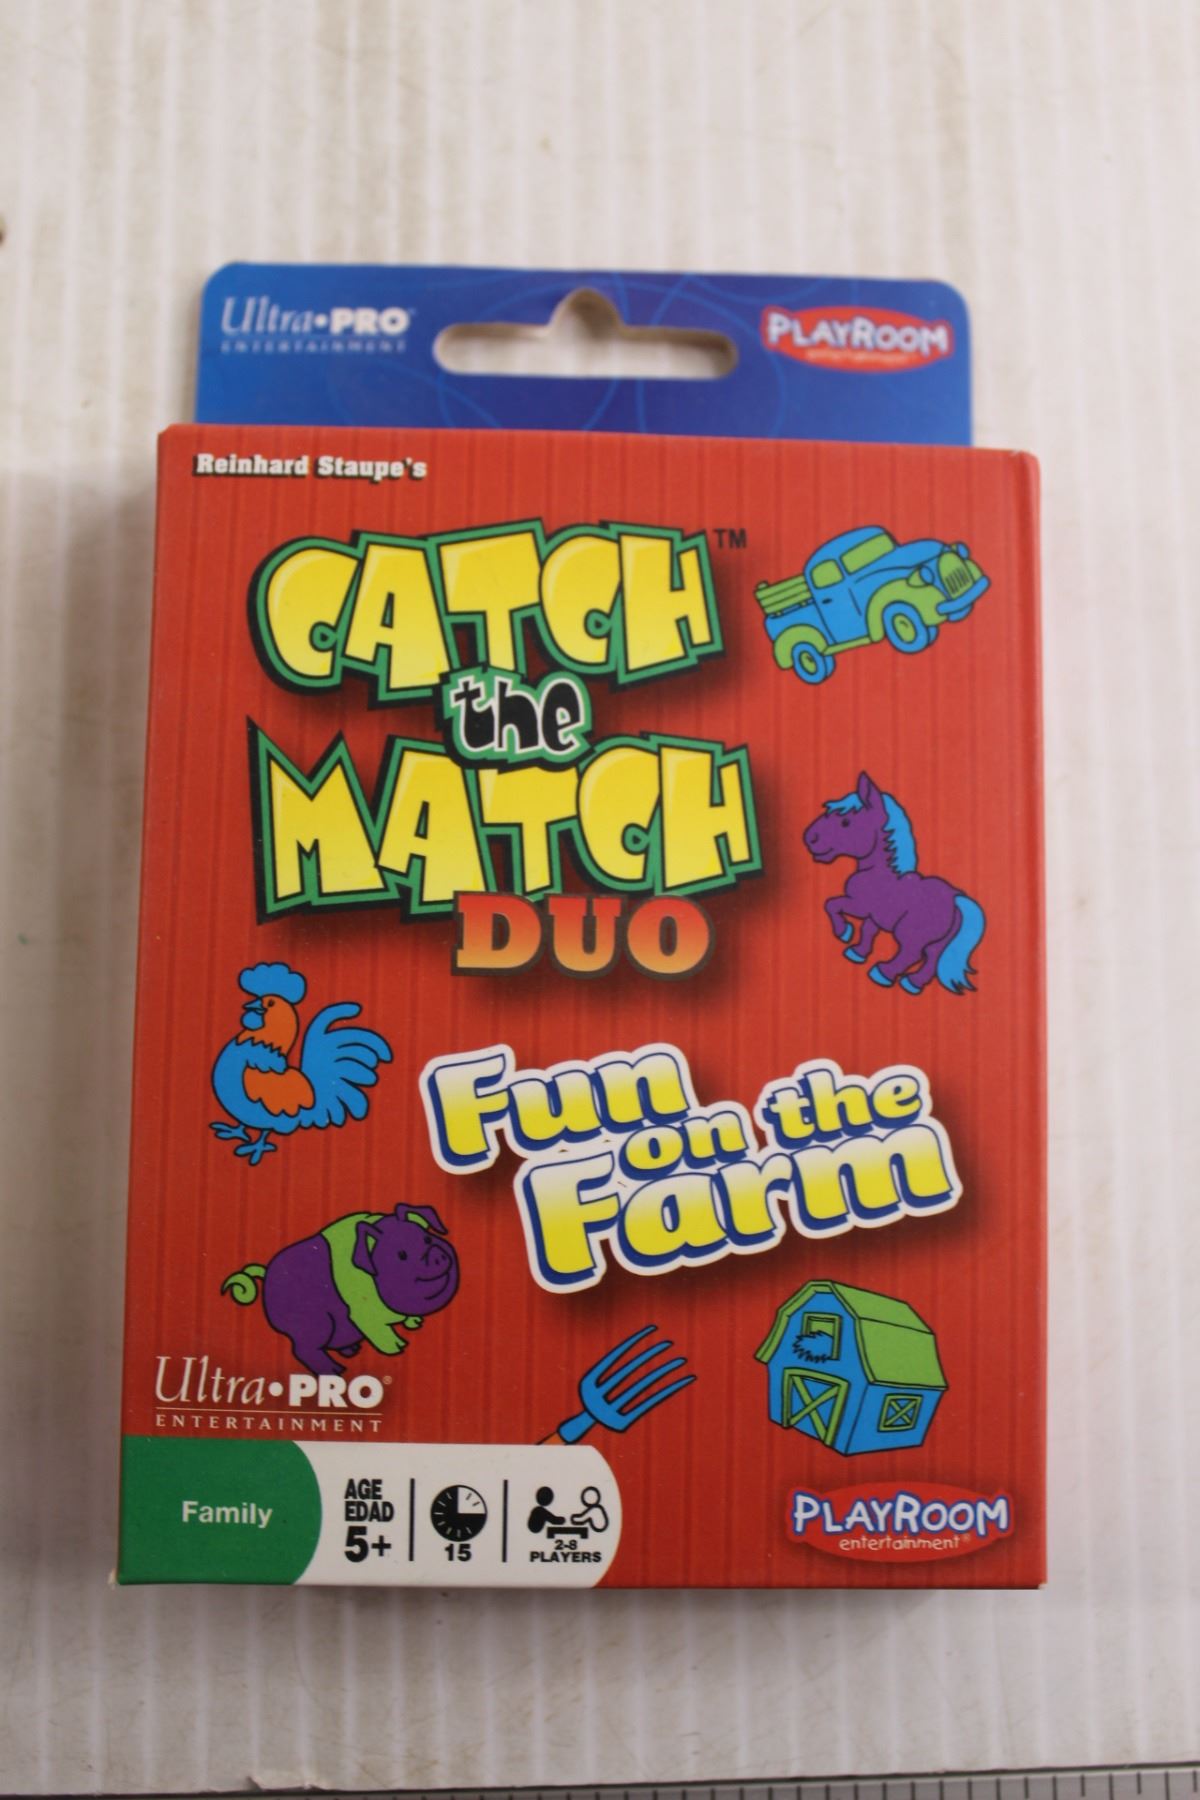 Ultra•PRO
ENTERTAINMENT
PLAYROOM
entertainment
Reinhard Staupe's
CATCH™
the
MATCH
DUO
Fun
on the
Farm
Ultra•PRO®
ENTERTAINMENT
Family
AGE
EDAD
5+
15
2-8
PLAYERS
PLAYROOM
entertainment®